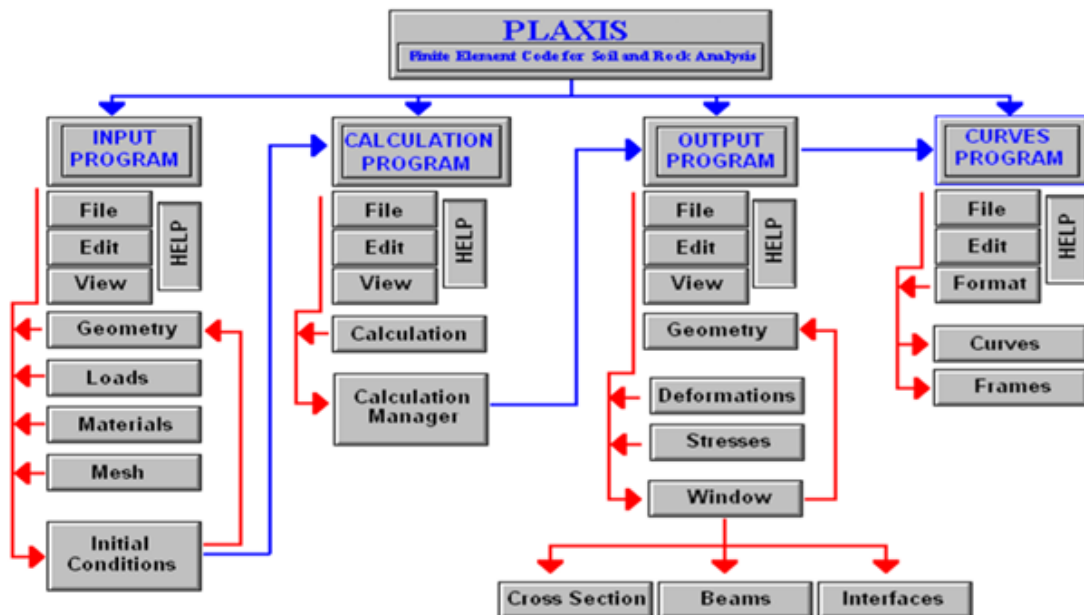 PLAXIS
Finite Element Code for Soil and Rock Analysis
INPUT
PROGRAM
File
Edit
View
HELP
Geometry
Loads
Materials
Mesh
Initial
Conditions
CALCULATION
PROGRAM
File
Edit
View
HELP
Calculation
Calculation
Manager
OUTPUT
PROGRAM
File
Edit
View
HELP
Geometry
Deformations
Stresses
Window
Cross Section
Beams
Interfaces
CURVES
PROGRAM
File
Edit
Format
HELP
Curves
Frames